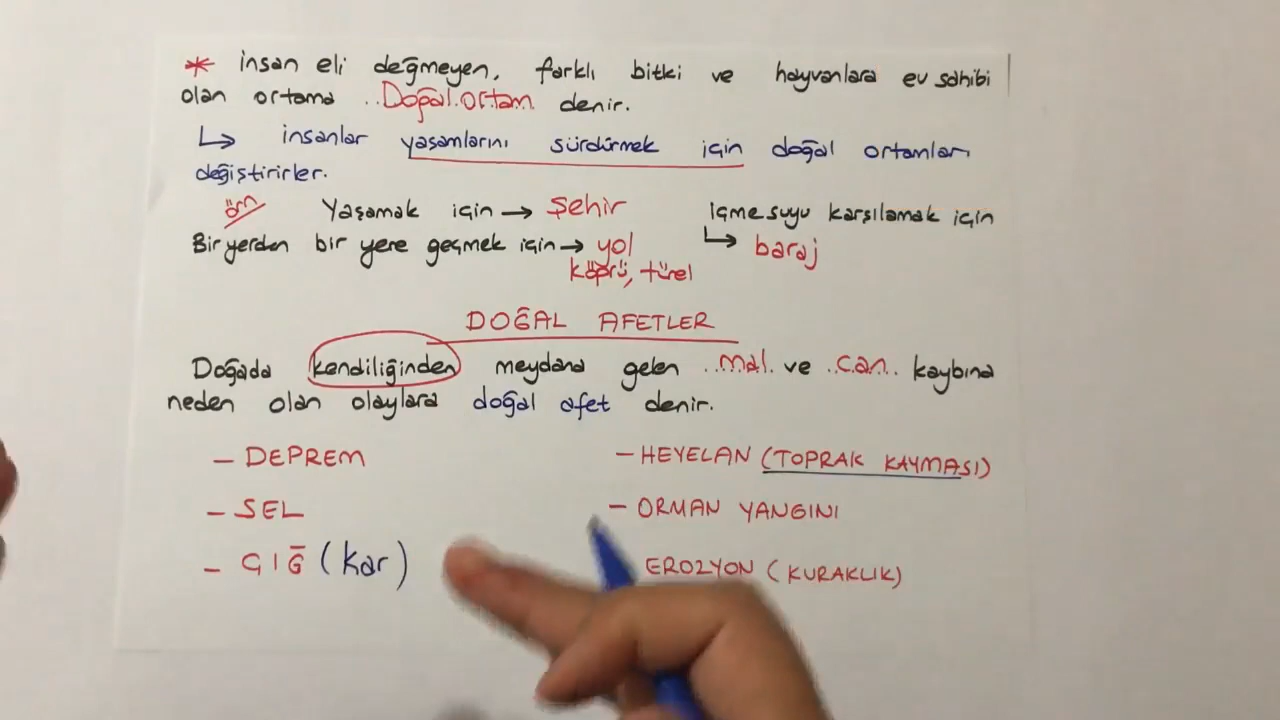 * İnsan eli değmeyen, farklı bitki ve hayvanlara ev sahibi
olan ortama ..Doğal.ortam denir.
↳ insanlar yaşamlarını sürdürmek için doğal ortamları
değiştirirler.
örn Yaşamak için → Şehir
İçme suyu karşılamak için
↳ baraj
Bir yerden bir yere geçmek için → yol
köprü, tünel
DOĞAL AFETLER
Doğada kendiliğinden meydana gelen ..mal. ve .can.. kaybına
neden olan olaylara doğal afet denir.
- DEPREM
- HEYELAN (TOPRAK KAYMASI)
- SEL
- ORMAN YANGINI
- ÇIĞ (kar)
EROZYON (KURAKLIK)